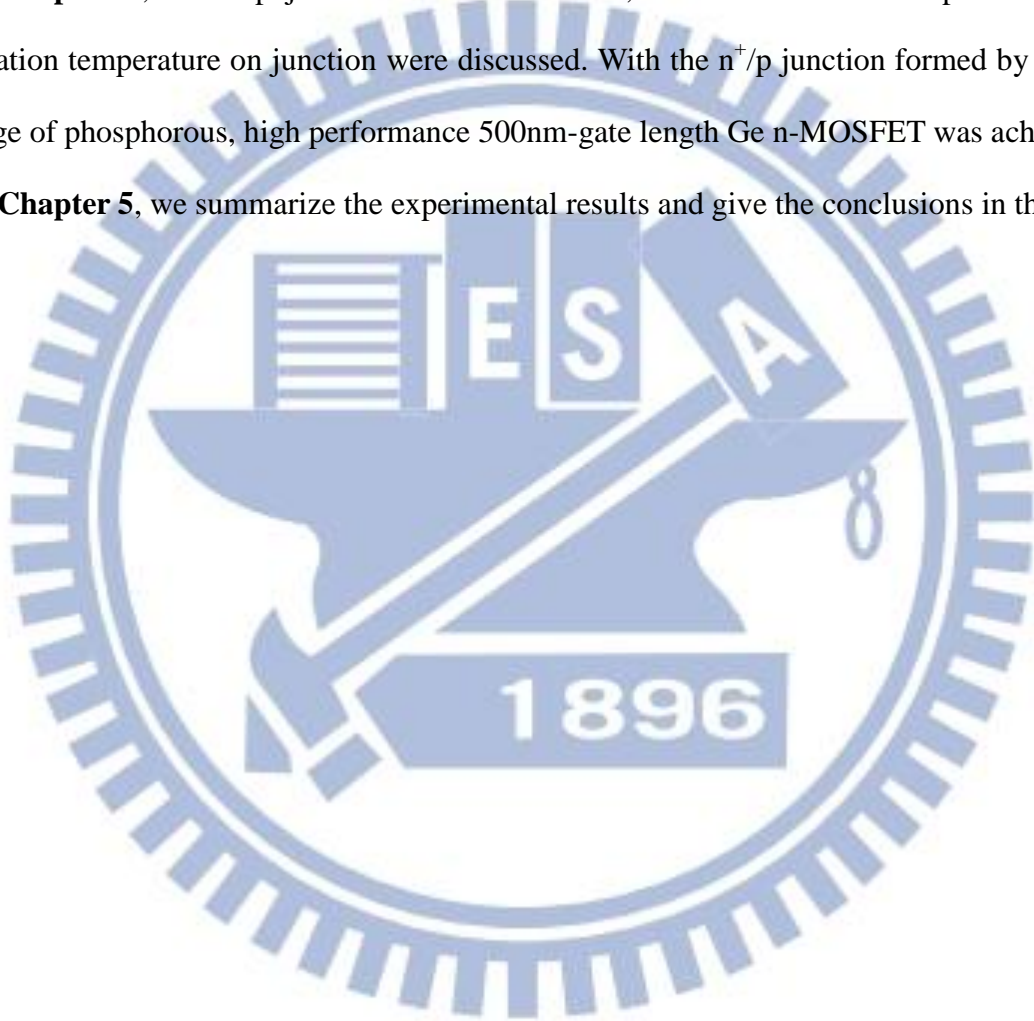 ation temperature on junction were discussed. With the n⁺/p junction formed by
ge of phosphorous, high performance 500nm-gate length Ge n-MOSFET was ach
Chapter 5, we summarize the experimental results and give the conclusions in th
E S A
1896